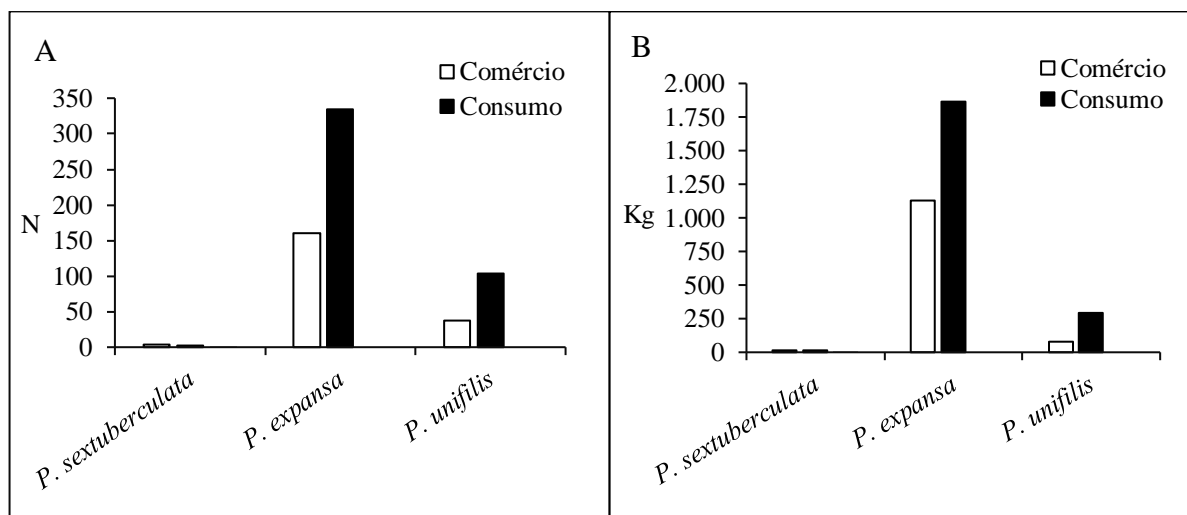 A
Comércio
Consumo
350
300
250
200
150
100
50
0
N
P. sextuberculata
P. expansa
P. unifilis
B
Comércio
Consumo
2.000
1.750
1.500
1.250
1.000
750
500
250
0
Kg
P. sextuberculata
P. expansa
P. unifilis